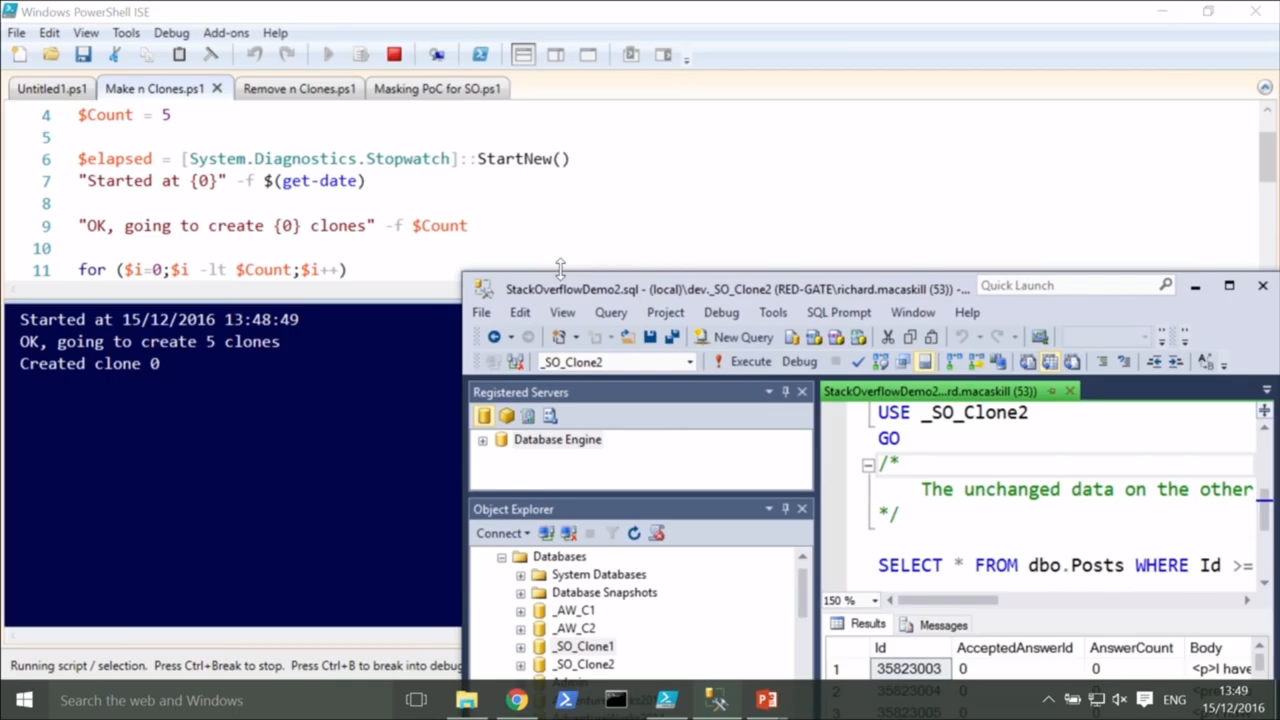 Windows PowerShell ISE
File Edit View Tools Debug Add-ons Help
Untitled1.ps1 Make n Clones.ps1 Remove n Clones.ps1 Masking PoC for SO.ps1
4 $Count = 5
5
6 $elapsed = [System.Diagnostics.Stopwatch]::StartNew()
7 "Started at {0}" -f $(get-date)
8
9 "OK, going to create {0} clones" -f $Count
10
11 for ($i=0;$i -lt $Count;$i++)
Started at 15/12/2016 13:48:49
OK, going to create 5 clones
Created clone 0
Running script / selection. Press Ctrl+Break to stop. Press Ctrl+B to break into debug
StackOverflowDemo2.sql - (local)\dev._SO_Clone2 (RED-GATE\richard.macaskill (53)) -...
Quick Launch
File Edit View Query Project Debug Tools SQL Prompt Window Help
New Query
_SO_Clone2 Execute Debug
Registered Servers
Database Engine
Object Explorer
Connect
Databases
System Databases
Database Snapshots
_AW_C1
_AW_C2
_SO_Clone1
_SO_Clone2
StackOverflowDemo2...rd.macaskill (53))
USE _SO_Clone2
GO
/*
The unchanged data on the other
*/
SELECT * FROM dbo.Posts WHERE Id >=
150 %
Results Messages
Id AcceptedAnswerId AnswerCount Body
1 35823003 0 0 <p>I have
2 35823004 0 0
Search the web and Windows
ENG
13:49
15/12/2016